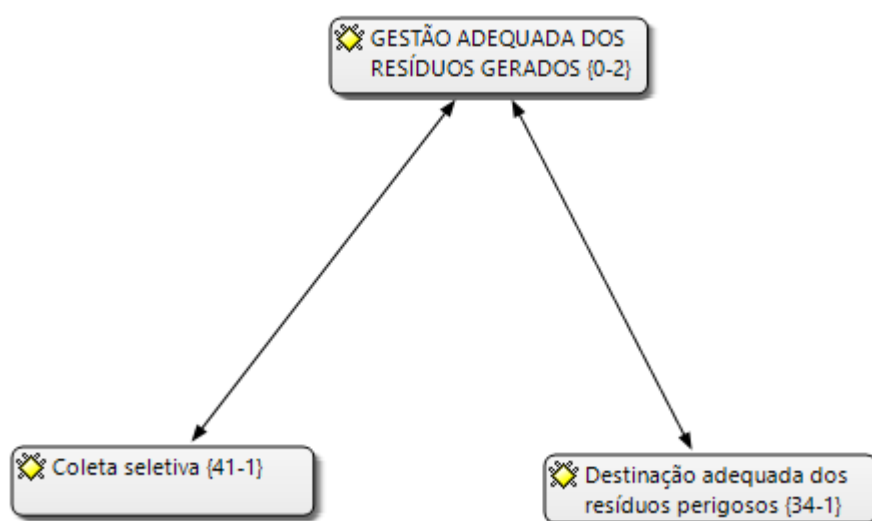 GESTÃO ADEQUADA DOS
RESÍDUOS GERADOS {0-2}
Coleta seletiva {41-1}
Destinação adequada dos
resíduos perigosos {34-1}